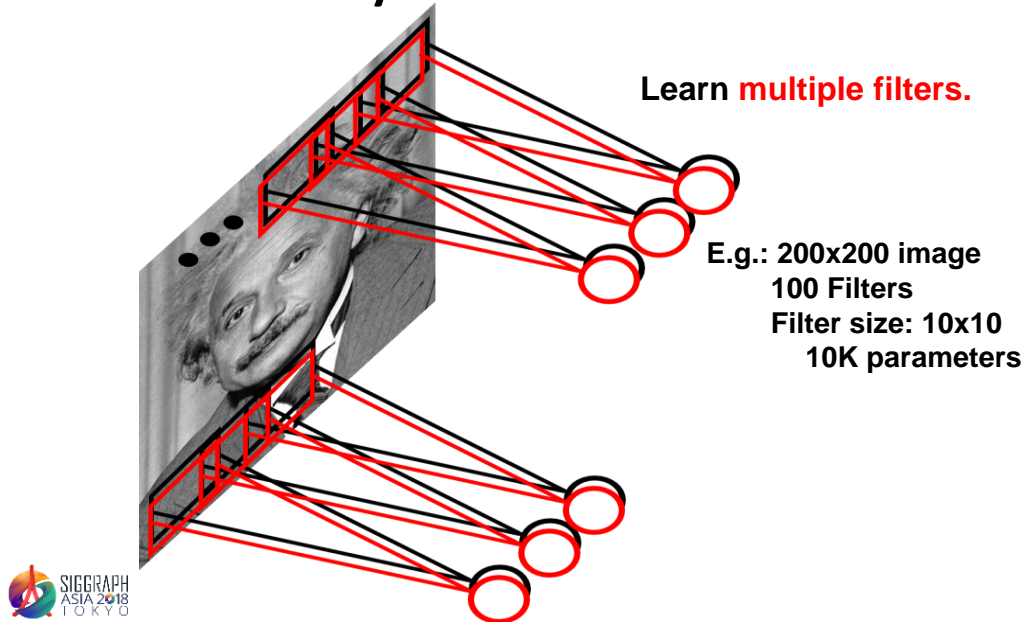 Learn multiple filters.
E.g.: 200x200 image
100 Filters
Filter size: 10x10
10K parameters
SIGGRAPH
ASIA 2018
TOKYO